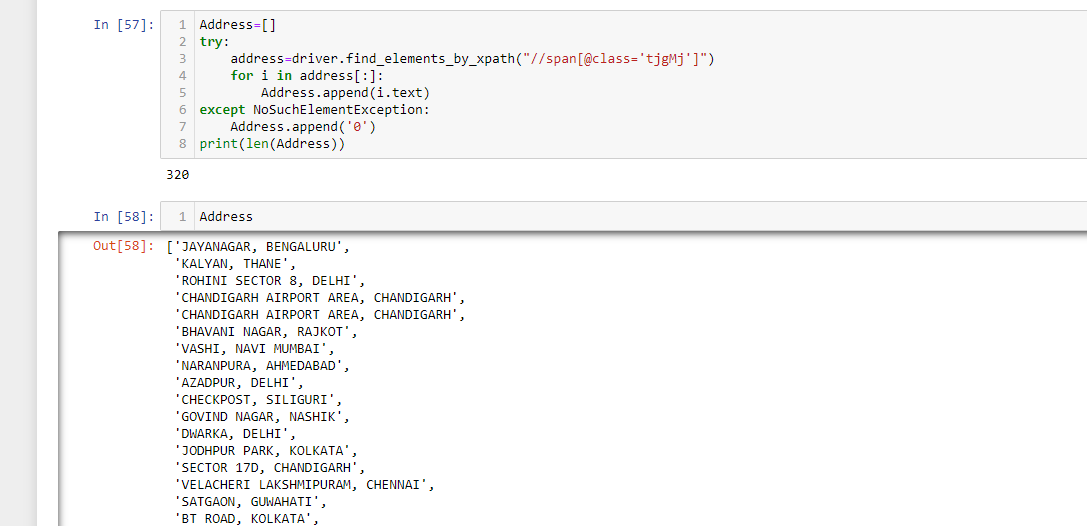 In [57]:
1 Address=[]
2 try:
3     address=driver.find_elements_by_xpath("//span[@class='tjgMj']")
4     for i in address[:]:
5         Address.append(i.text)
6 except NoSuchElementException:
7     Address.append('0')
8 print(len(Address))
320
In [58]:
1 Address
Out[58]:
['JAYANAGAR, BENGALURU',
'KALYAN, THANE',
'ROHINI SECTOR 8, DELHI',
'CHANDIGARH AIRPORT AREA, CHANDIGARH',
'CHANDIGARH AIRPORT AREA, CHANDIGARH',
'BHAVANI NAGAR, RAJKOT',
'VASHI, NAVI MUMBAI',
'NARANPURA, AHMEDABAD',
'AZADPUR, DELHI',
'CHECKPOST, SILIGURI',
'GOVIND NAGAR, NASHIK',
'DWARKA, DELHI',
'JODHPUR PARK, KOLKATA',
'SECTOR 17D, CHANDIGARH',
'VELACHERI LAKSHMIPURAM, CHENNAI',
'SATGAON, GUWAHATI',
'BT ROAD, KOLKATA',